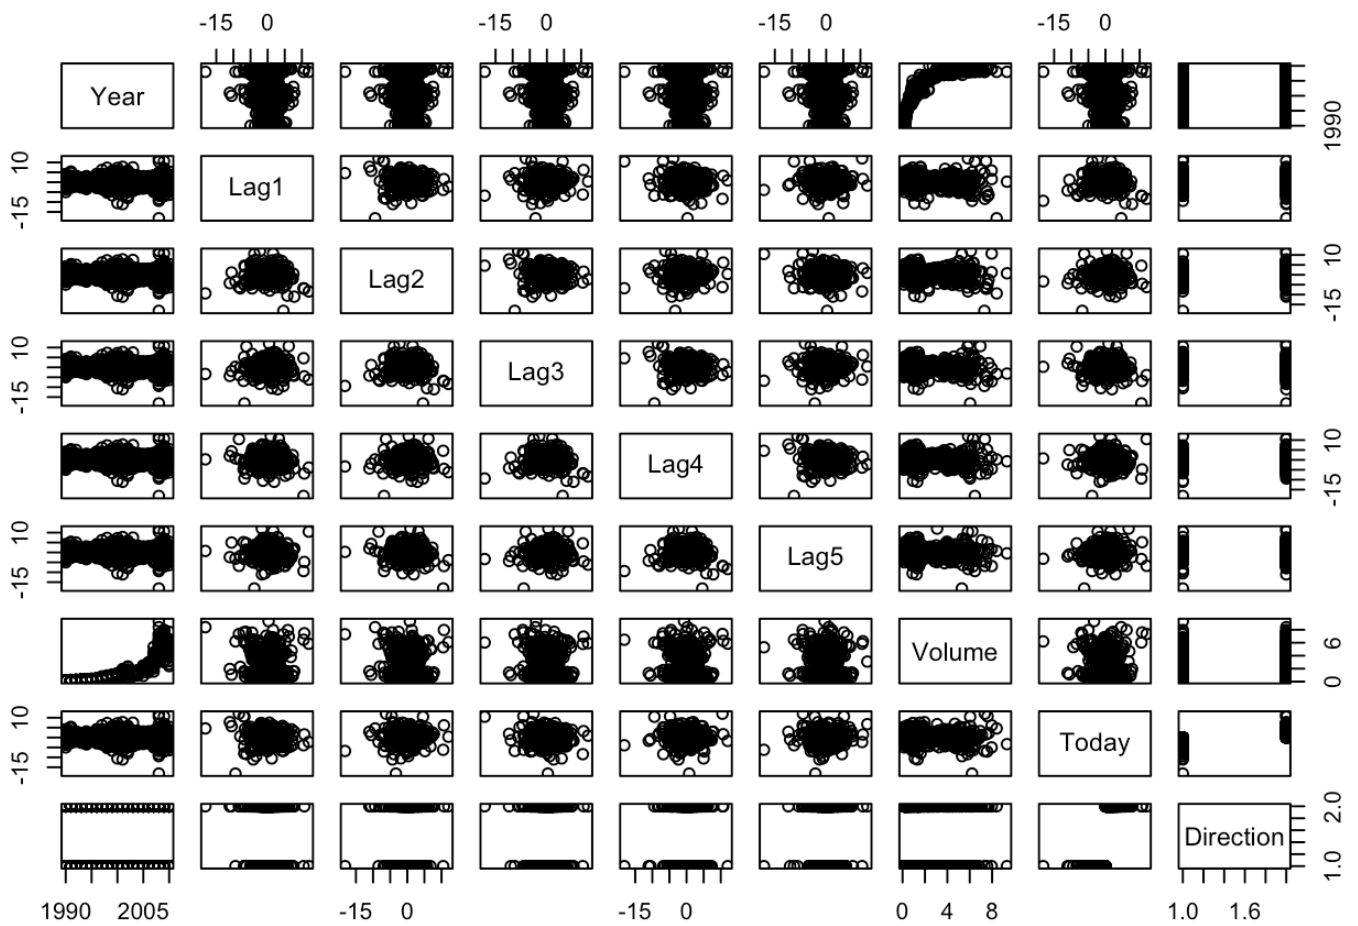 -15 0 -15 0 -15 0 -15 0
Year 1990
-15 10 Lag1
Lag2 -15 10
-15 10 Lag3
Lag4 -15 10
-15 10 Lag5
Volume 0 6
-15 10 Today
Direction 1.0 2.0
1990 2005 -15 0 -15 0 0 4 8 1.0 1.6